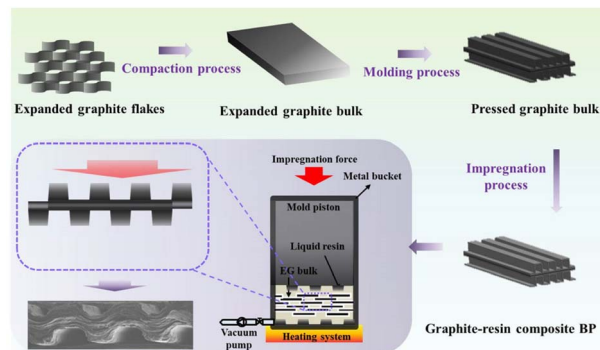 Compaction process
Molding process
Expanded graphite flakes
Expanded graphite bulk
Pressed graphite bulk
Impregnation force
Metal bucket
Impregnation
process
Mold piston
Liquid resin
EG bulk
Graphite-resin composite BP
Vacuum
pump
Heating system